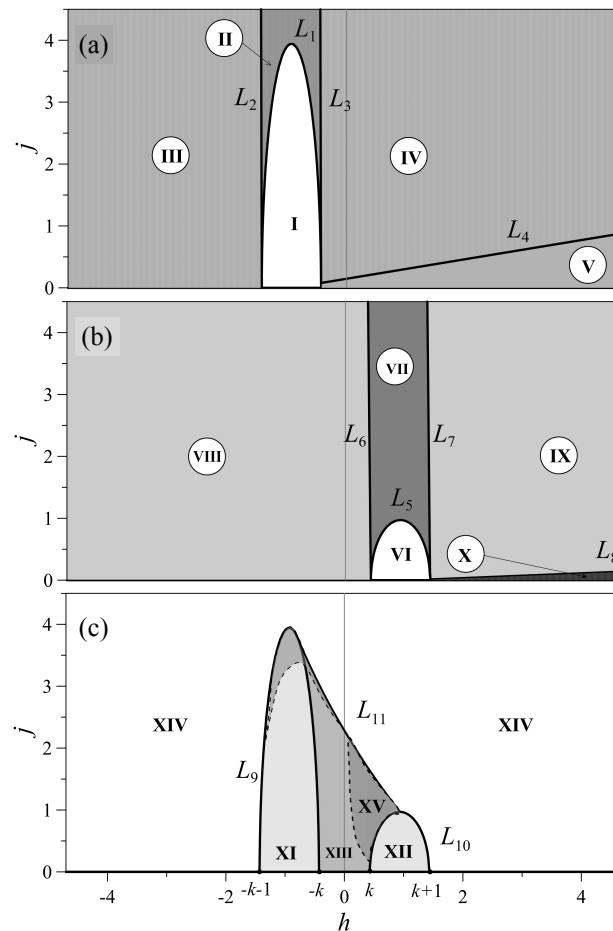 (a)
II
L₁
L₂
L₃
III
IV
I
L₄
V
j
4
3
2
1
0
(b)
VII
L₆
L₇
VIII
IX
L₅
X
VI
L₈
j
4
3
2
1
0
(c)
XIV
L₁₁
XIV
L₉
XV
XI
XIII
XII
L₁₀
j
4
3
2
1
0
-4 -2 -k-1 -k 0 k k+1 2 4
h